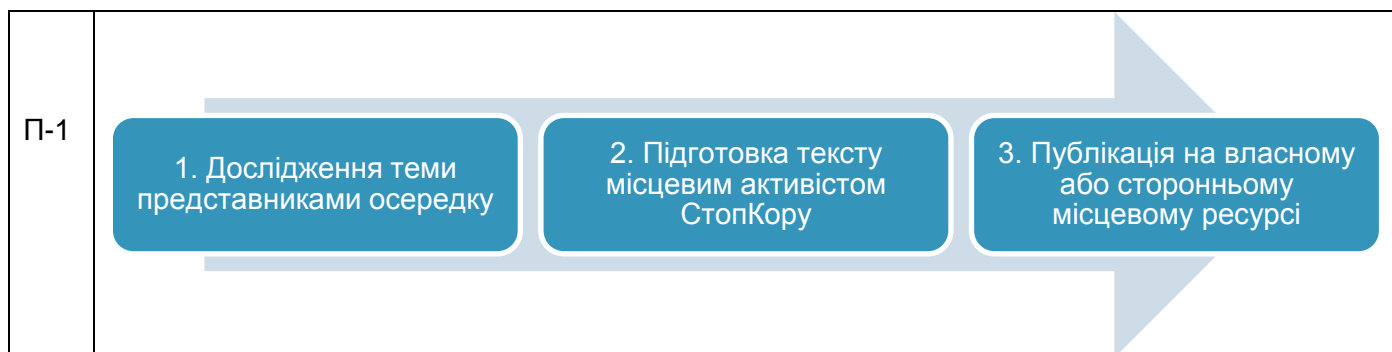 П-1
1. Дослідження теми
представниками осередку
2. Підготовка тексту
місцевим активістом
СтопКору
3. Публікація на власному
або сторонньому
місцевому ресурсі